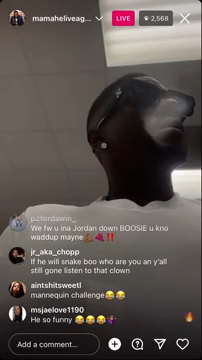 mamaheliveag...
LIVE
2,568
p2fordawin_
We fw u ina Jordan down BOOSIE u kno
waddup mayne
jr_aka_chopp
If he will snake boo who are you an y'all
still gone listen to that clown
aintshitsweetl
mannequin challenge😂😂
msjaelove1190
He so funny 😂😂😂
Add a comment...